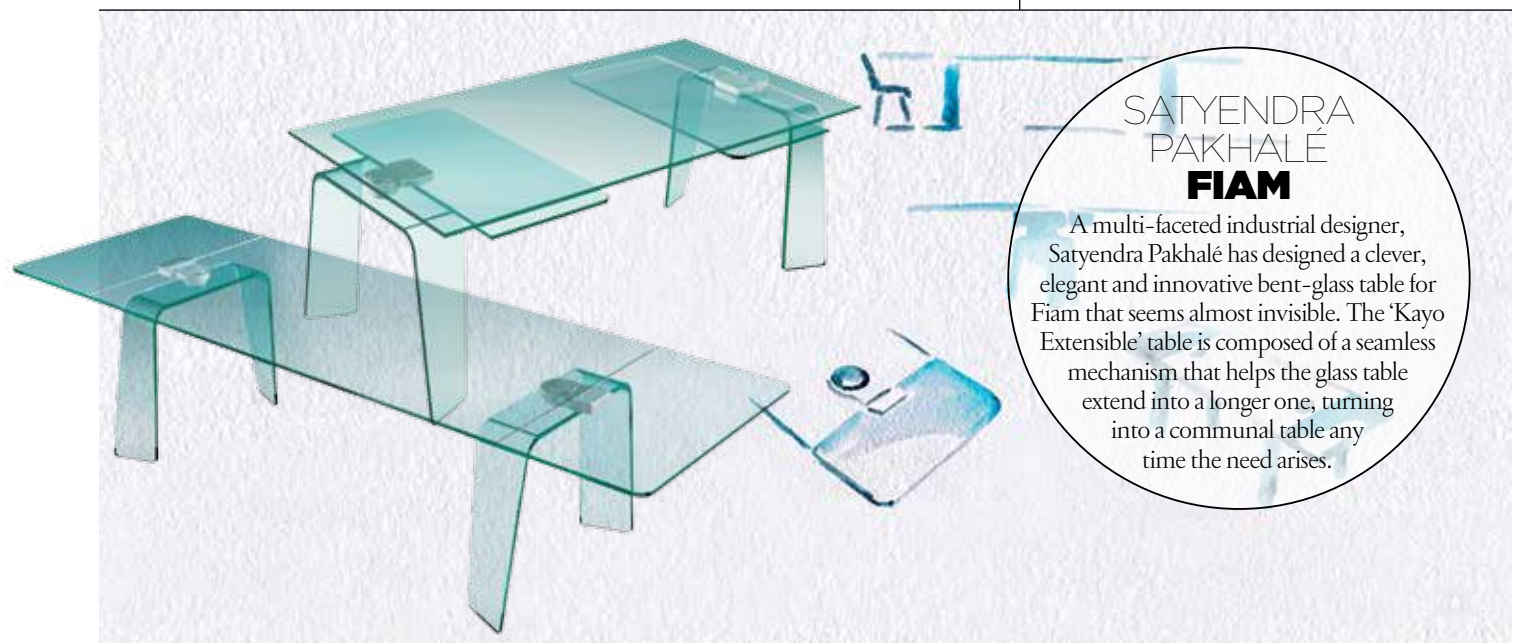 SATYENDRA
PAKHALÉ
FIAM
A multi-faceted industrial designer,
Satyendra Pakhalé has designed a clever,
elegant and innovative bent-glass table for
Fiam that seems almost invisible. The ‘Kayo
Extensible’ table is composed of a seamless
mechanism that helps the glass table
extend into a longer one, turning
into a communal table any
time the need arises.